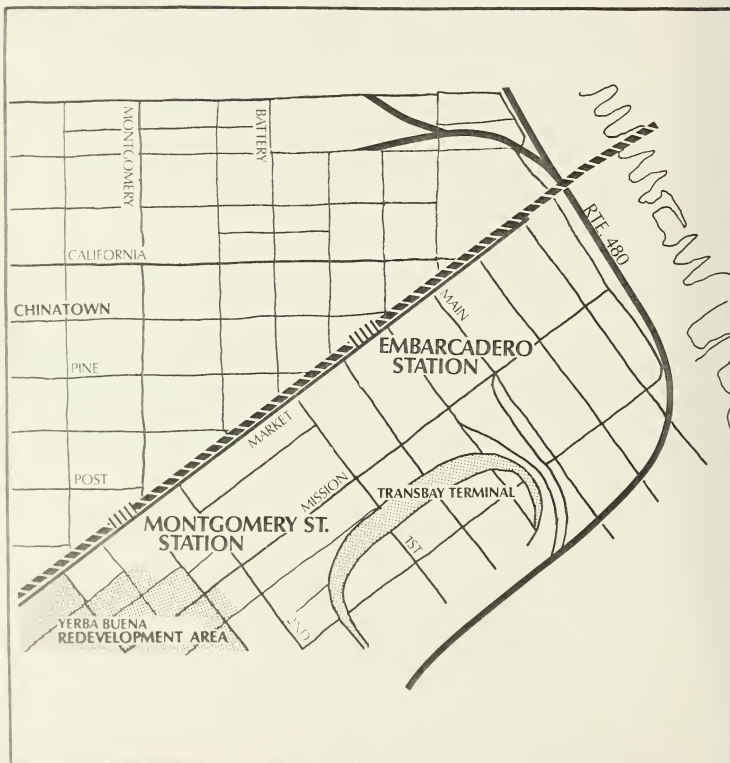 MONTGOMERY
BATTERY
RTE. 480
CALIFORNIA
CHINATOWN
MAIN
EMBARCADERO
STATION
PINE
MARKET
MISSION
POST
TRANSBAY TERMINAL
MONTGOMERY ST.
STATION
1ST
2ND
YERBA BUENA
REDEVELOPMENT AREA